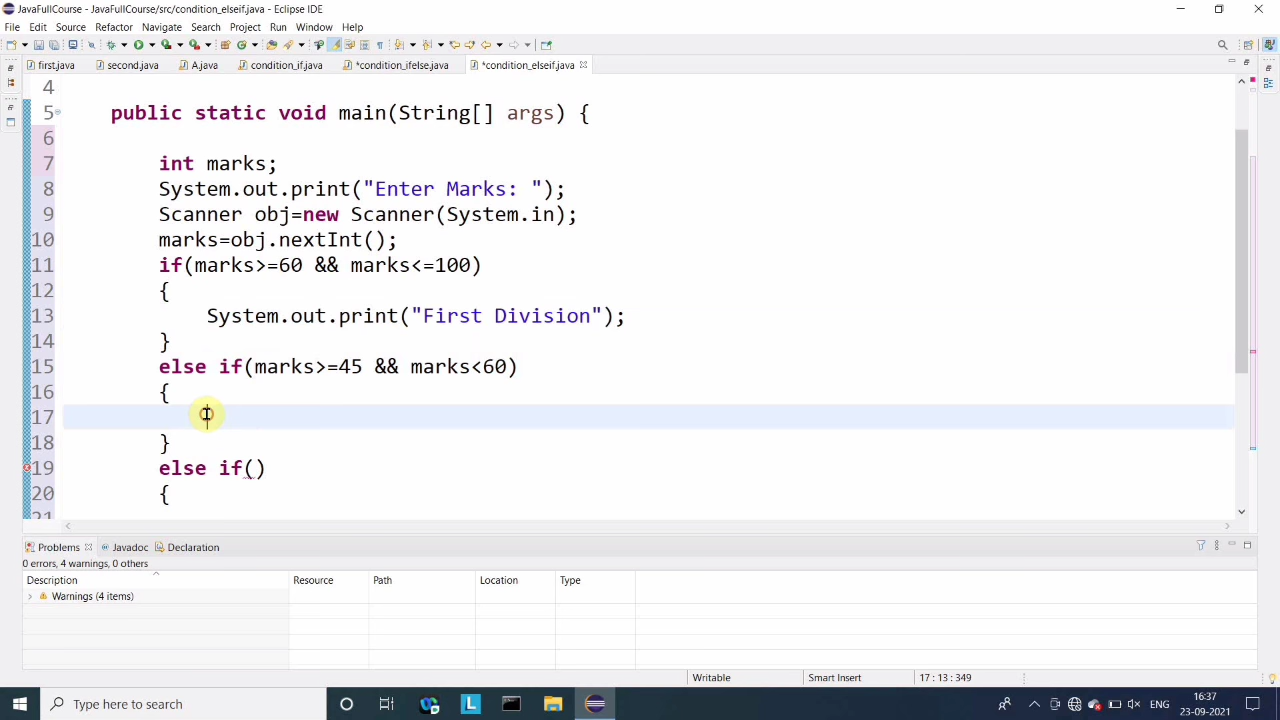 JavaFullCourse - JavaFullCourse/src/condition_elseif.java - Eclipse IDE
File Edit Source Refactor Navigate Search Project Run Window Help
first.java second.java A.java condition_if.java *condition_ifelse.java *condition_elseif.java
4
5 public static void main(String[] args) {
6
7 int marks;
8 System.out.print("Enter Marks: ");
9 Scanner obj=new Scanner(System.in);
10 marks=obj.nextInt();
11 if(marks>=60 && marks<=100)
12 {
13 System.out.print("First Division");
14 }
15 else if(marks>=45 && marks<60)
16 {
17
18 }
19 else if()
20 {
21
Problems Javadoc Declaration
0 errors, 4 warnings, 0 others
Description Resource Path Location Type
Warnings (4 items)
Writable Smart Insert 17 : 13 : 349
Type here to search
L
ENG
16:37
23-09-2021